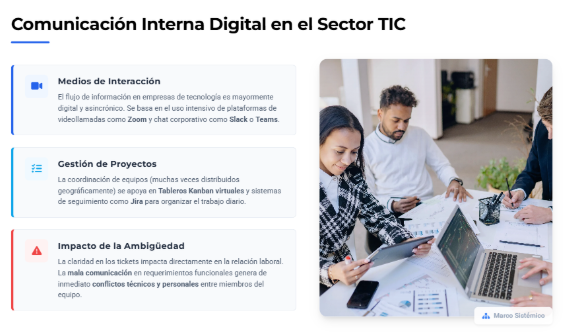 Comunicación Interna Digital en el Sector TIC
Medios de Interacción
El flujo de información en empresas de tecnología es mayormente
digital y asincrónico. Se basa en el uso intensivo de plataformas de
videollamadas como Zoom y chat corporativo como Slack o Teams.
Gestión de Proyectos
La coordinación de equipos (muchas veces distribuidos
geográficamente) se apoya en Tableros Kanban virtuales y sistemas
de seguimiento como Jira para organizar el trabajo diario.
Impacto de la Ambigüedad
La claridad en los tickets impacta directamente en la relación laboral.
La mala comunicación en requerimientos funcionales genera de
inmediato conflictos técnicos y personales entre miembros del
equipo.
Marco Sistémico